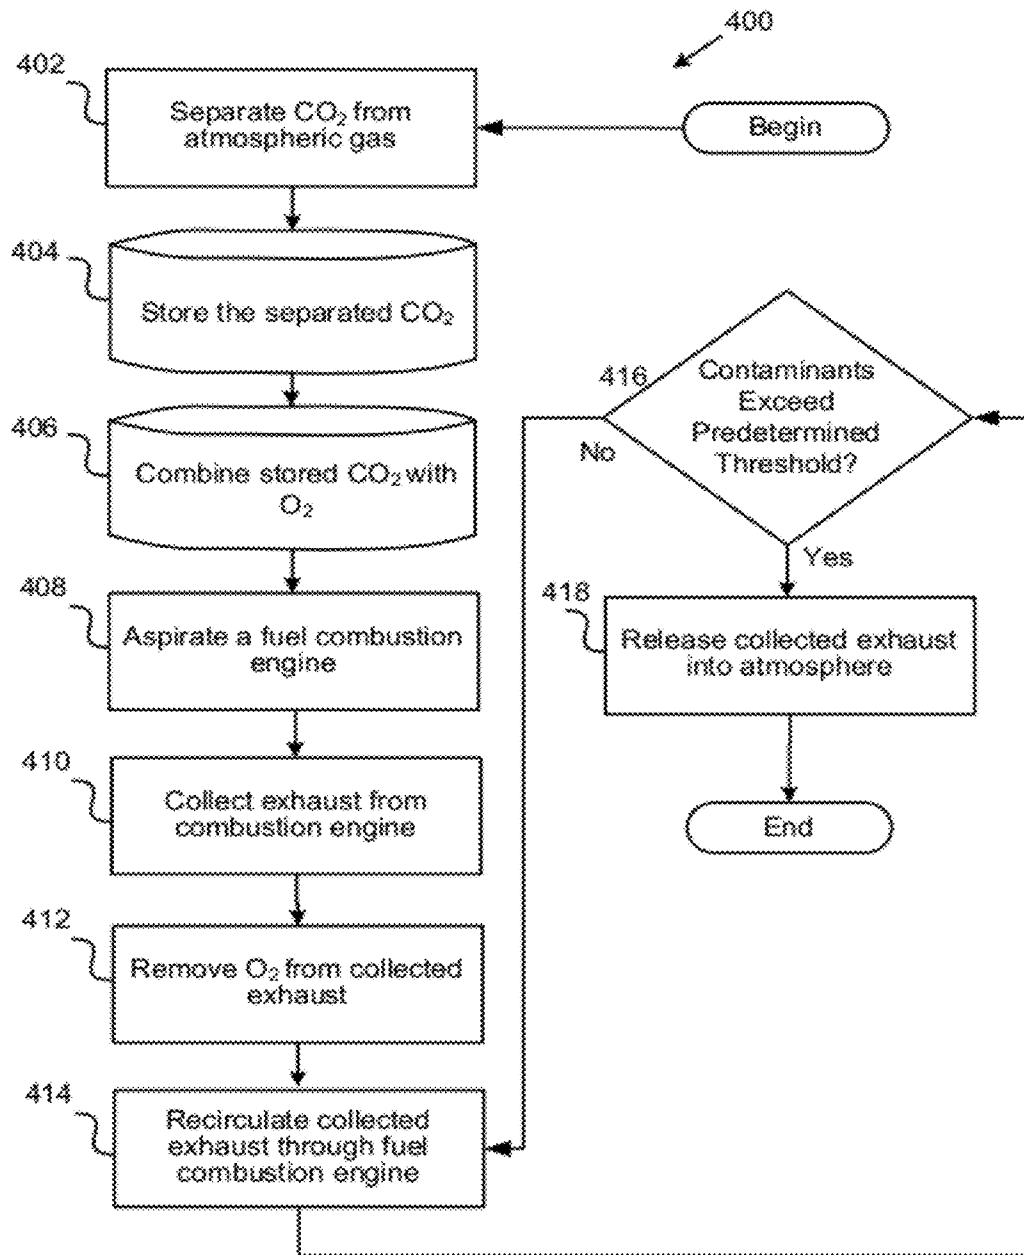 400
402
Separate CO₂ from
atmospheric gas
Begin
404
Store the separated CO₂
406
Combine stored CO₂ with
O₂
408
Aspirate a fuel combustion
engine
410
Collect exhaust from
combustion engine
412
Remove O₂ from collected
exhaust
414
Recirculate collected
exhaust through fuel
combustion engine
416
Contaminants
Exceed
Predetermined
Threshold?
No
Yes
418
Release collected exhaust
into atmosphere
End